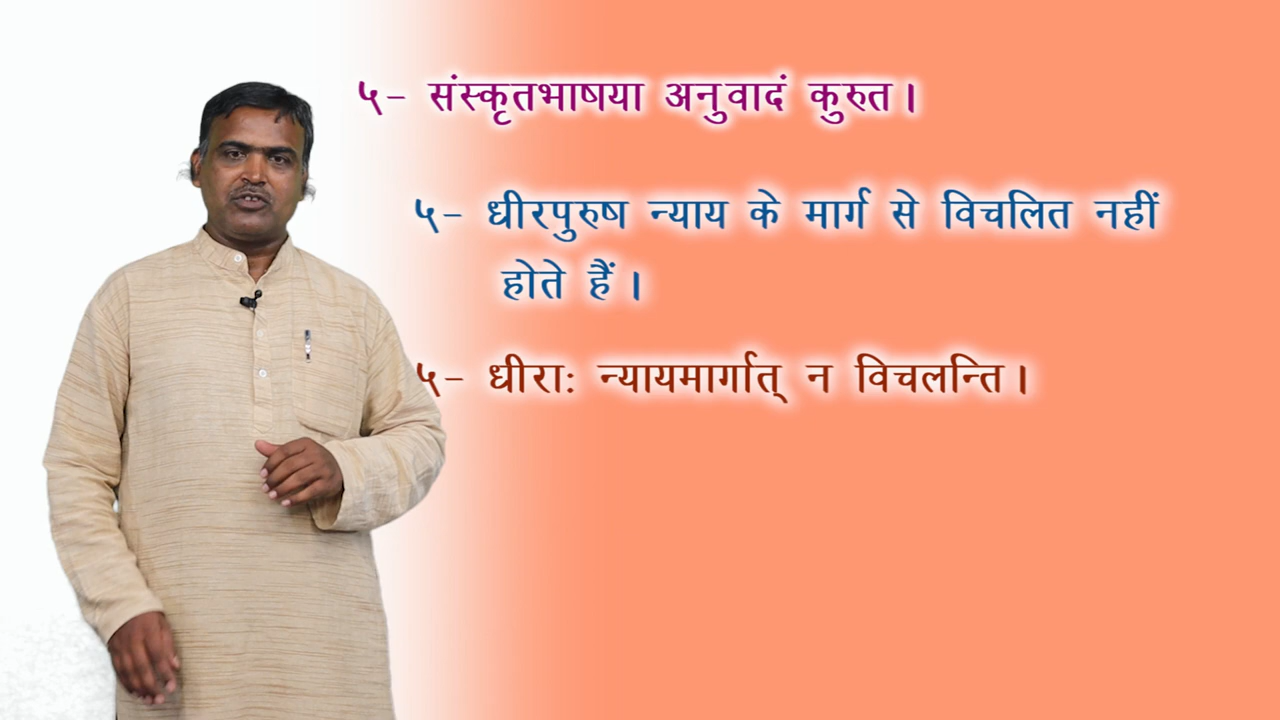 ५- संस्कृतभाषया अनुवादं कुरुत।
५- धीरपुरुष न्याय के मार्ग से विचलित नहीं
होते हैं।
५- धीराः न्यायमार्गात् न विचलन्ति।